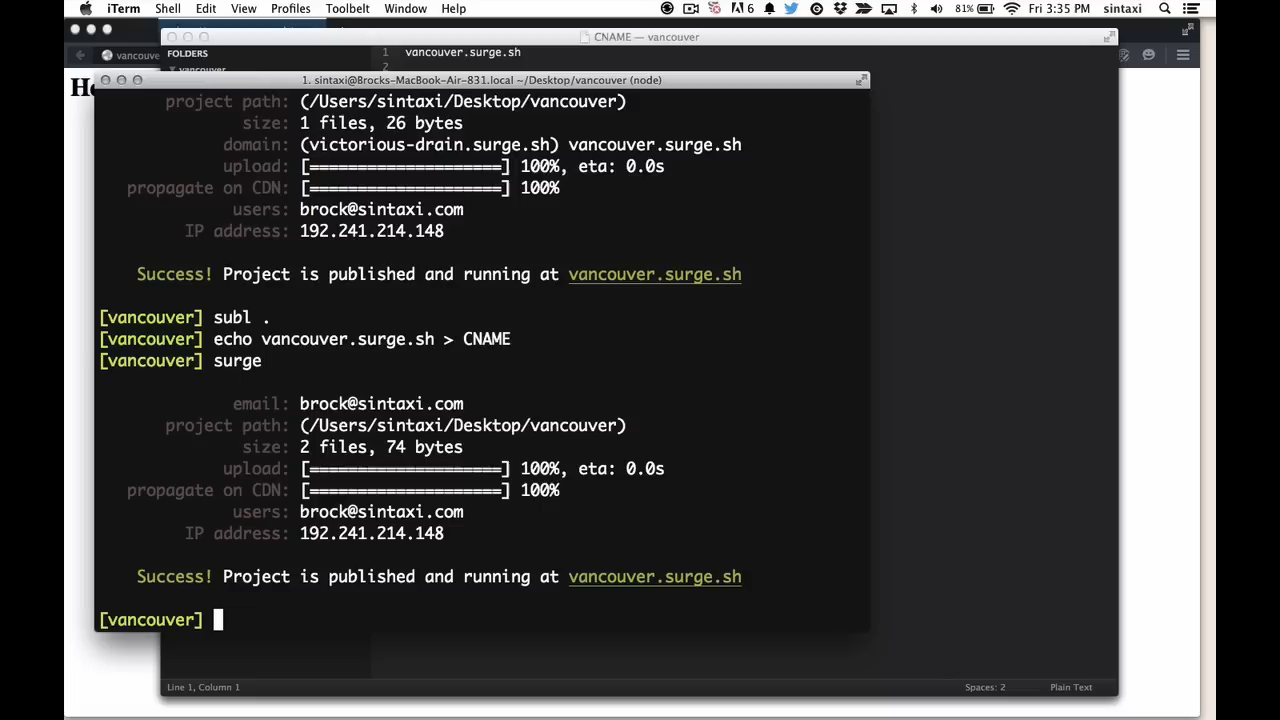 iTerm Shell Edit View Profiles Toolbelt Window Help 6 81% Fri 3:35 PM sintaxi
CNAME — vancouver
FOLDERS
1 vancouver.surge.sh
vancouver
2
1. sintaxi@Brocks-MacBook-Air-831.local ~/Desktop/vancouver (node)
project path: (/Users/sintaxi/Desktop/vancouver)
size: 1 files, 26 bytes
domain: (victorious-drain.surge.sh) vancouver.surge.sh
upload: [====================] 100%, eta: 0.0s
propagate on CDN: [====================] 100%
users: brock@sintaxi.com
IP address: 192.241.214.148
Success! Project is published and running at vancouver.surge.sh
[vancouver] subl .
[vancouver] echo vancouver.surge.sh > CNAME
[vancouver] surge
email: brock@sintaxi.com
project path: (/Users/sintaxi/Desktop/vancouver)
size: 2 files, 74 bytes
upload: [====================] 100%, eta: 0.0s
propagate on CDN: [====================] 100%
users: brock@sintaxi.com
IP address: 192.241.214.148
Success! Project is published and running at vancouver.surge.sh
[vancouver]
Line 1, Column 1 Spaces: 2 Plain Text